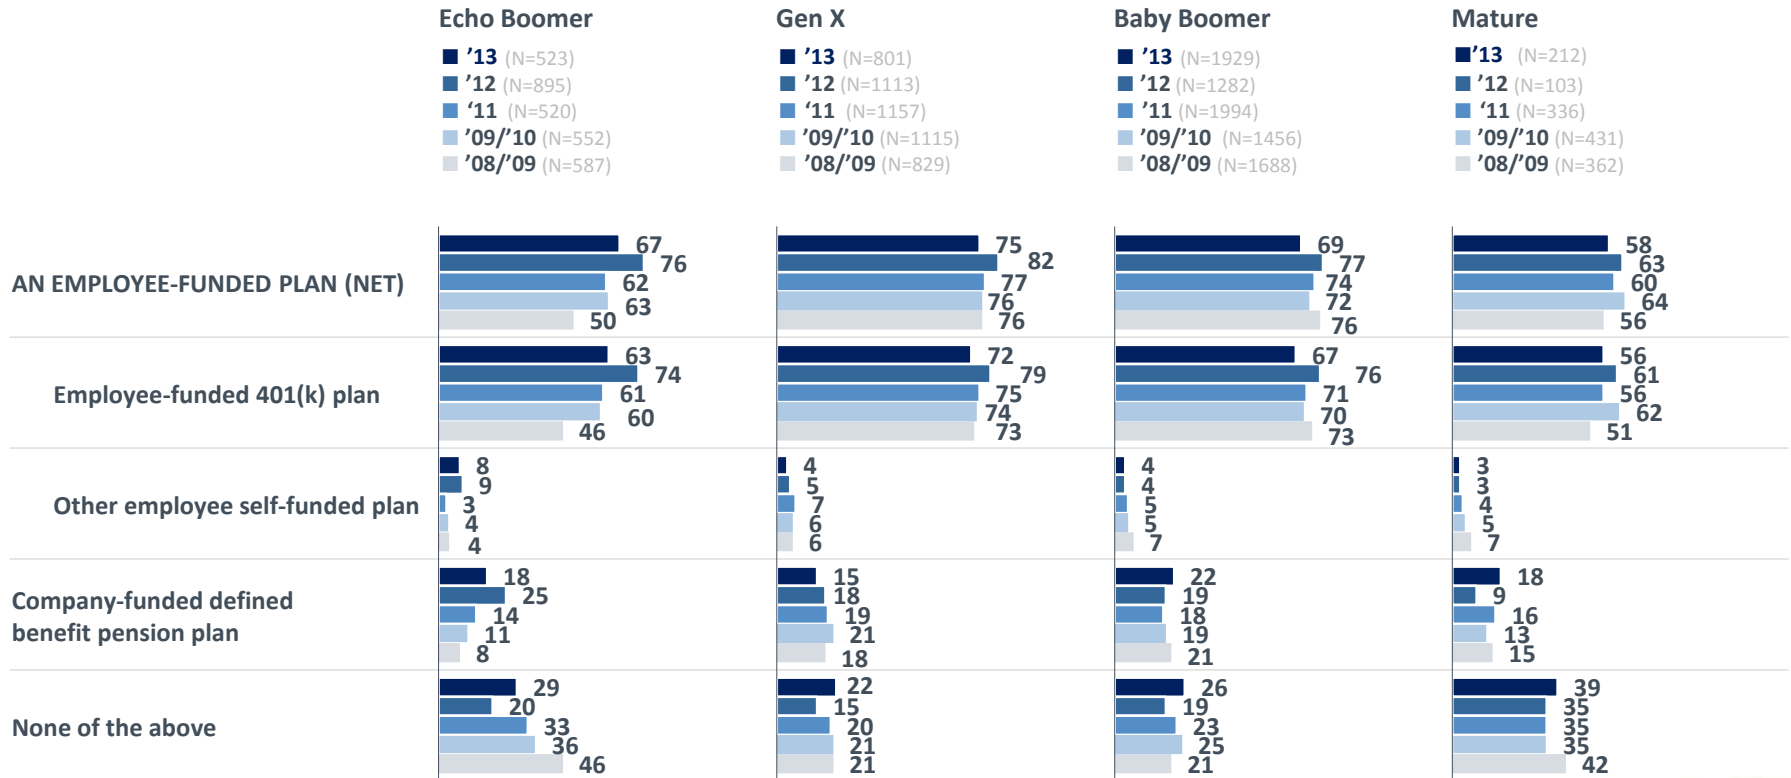 Echo Boomer Gen X Baby Boomer Mature
’13 (N=523) ’13 (N=801) ’13 (N=1929) ’13 (N=212)
’12 (N=895) ’12 (N=1113) ’12 (N=1282) ’12 (N=103)
‘11 (N=520) ‘11 (N=1157) ‘11 (N=1994) ‘11 (N=336)
’09/’10 (N=552) ’09/’10 (N=1115) ’09/’10 (N=1456) ’09/’10 (N=431)
’08/’09 (N=587) ’08/’09 (N=829) ’08/’09 (N=1688) ’08/’09 (N=362)
AN EMPLOYEE-FUNDED PLAN (NET)
67 75 69 58
76 82 77 63
62 77 74 60
63 76 72 64
50 76 76 56
Employee-funded 401(k) plan
63 72 67 56
74 79 76 61
61 75 71 56
60 74 70 62
46 73 73 51
Other employee self-funded plan
8 4 4 3
9 5 4 3
3 7 5 4
4 6 5 5
4 6 7 7
Company-funded defined
benefit pension plan
18 15 22 18
25 18 19 9
14 19 18 16
11 21 19 13
8 18 21 15
None of the above
29 22 26 39
20 15 19 35
33 20 23 35
36 21 25 35
46 21 21 42